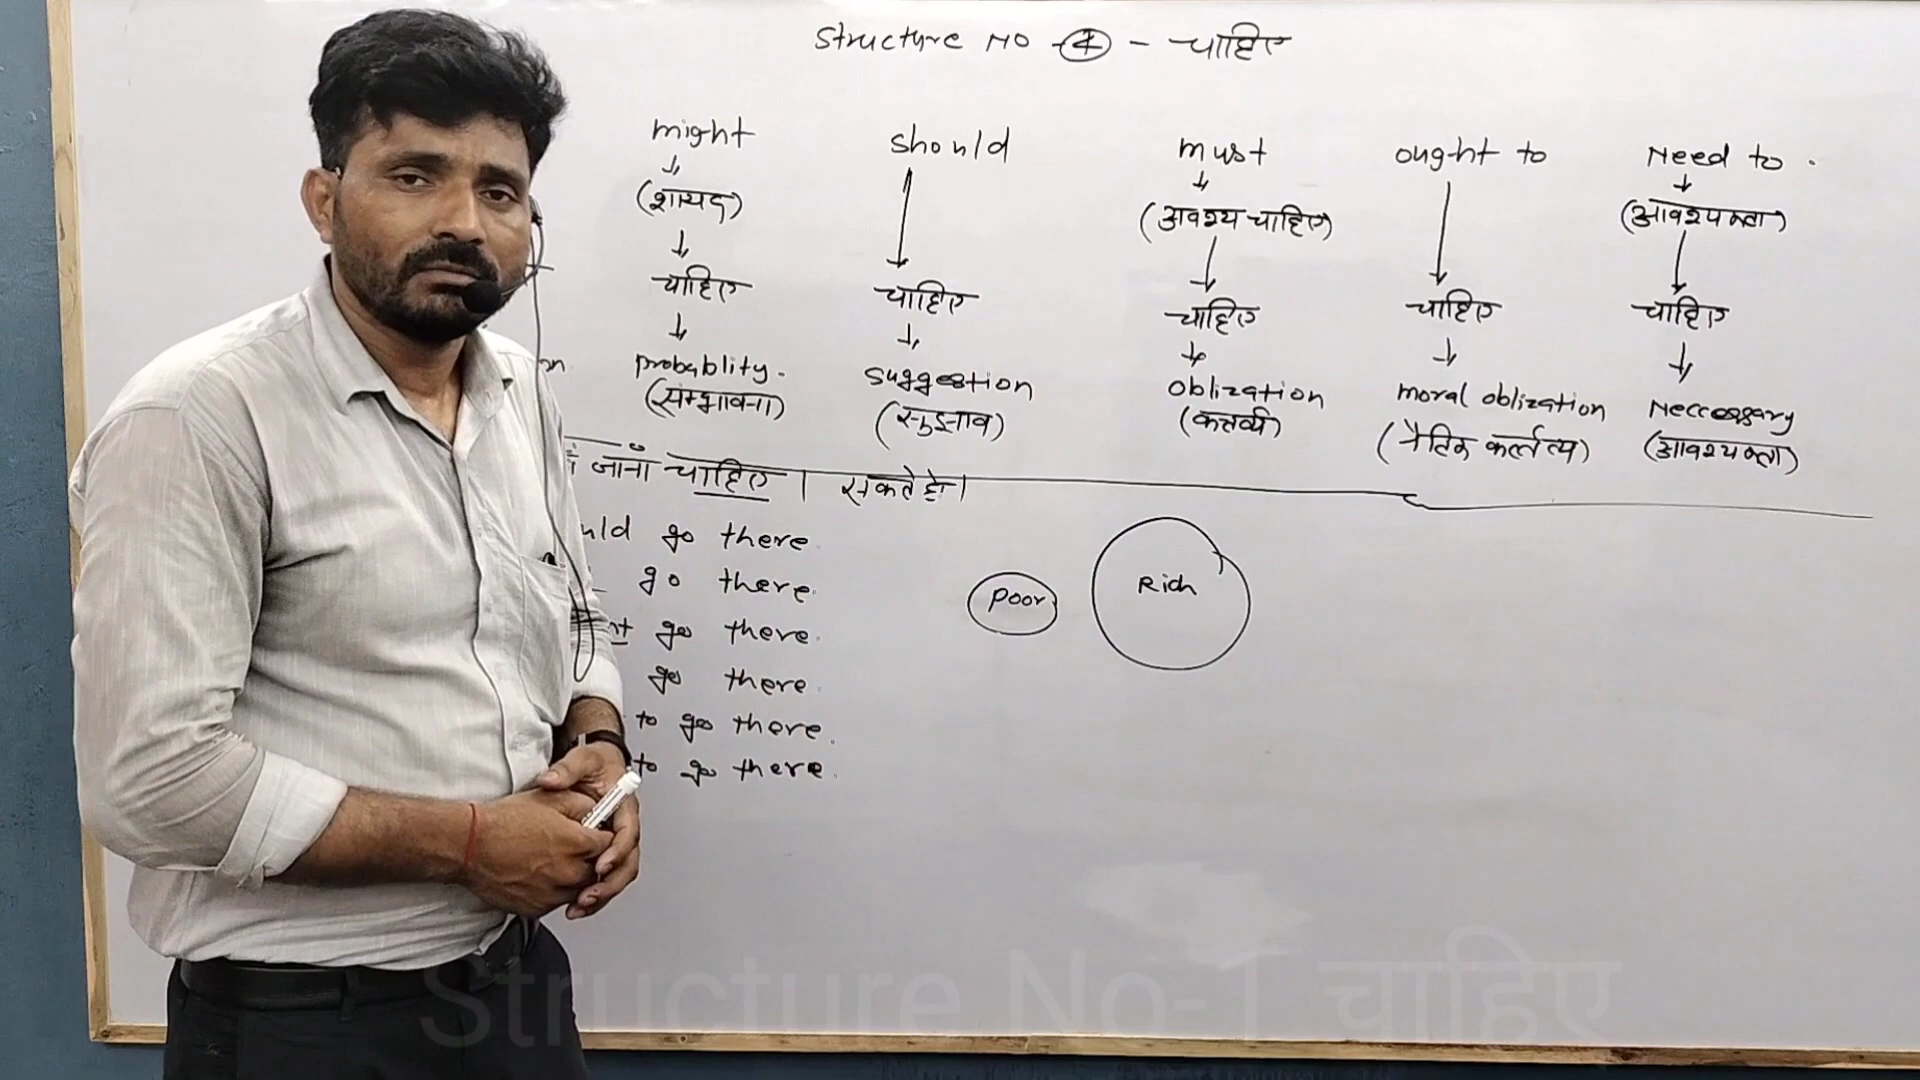 Structure NO - - चाहिए
might should must ought to Need to .
(शायद) (अवश्य चाहिए) (आवश्यकता)
चाहिए चाहिए चाहिए चाहिए चाहिए
probablity. suggestion oblization moral oblization Neccessary
(सम्भावना) (सुझाव) (कर्त्तव्य) (नैतिक कर्त्तव्य) (आवश्यकता)
जाना चाहिए । सकते हो।
uld go there.
go there.
go there.
go there.
to go there.
to go there.
Poor Rich
Structure No-1 चाहिए